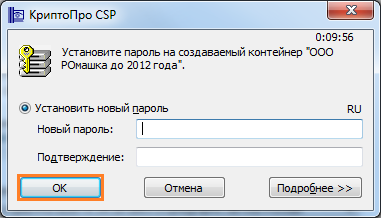 КриптоПро CSP
0:09:56
Установите пароль на создаваемый контейнер "ООО
РОмашка до 2012 года".
Установить новый пароль
RU
Новый пароль:
Подтверждение:
ОК
Отмена
Подробнее >>